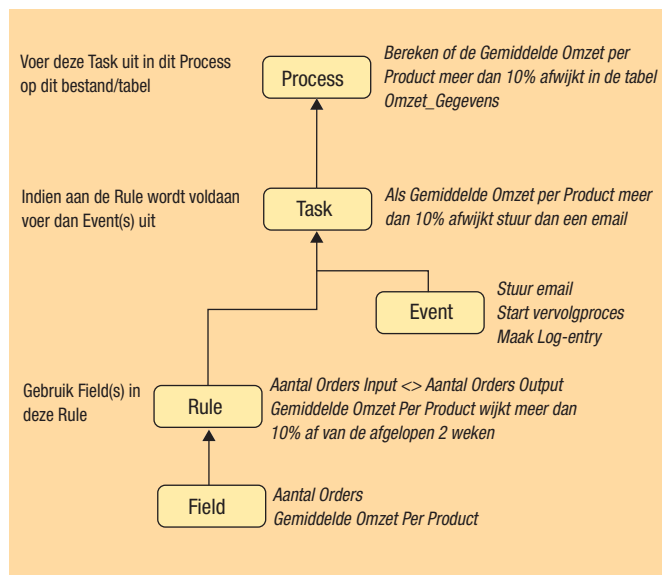 Voer deze Task uit in dit Process
op dit bestand/tabel
Process
Bereken of de Gemiddelde Omzet per
Product meer dan 10% afwijkt in de tabel
Omzet_Gegevens
Indien aan de Rule wordt voldaan
voer dan Event(s) uit
Task
Als Gemiddelde Omzet per Product meer
dan 10% afwijkt stuur dan een email
Event
Stuur email
Start vervolgproces
Maak Log-entry
Gebruik Field(s) in
deze Rule
Rule
Aantal Orders Input <> Aantal Orders Output
Gemiddelde Omzet Per Product wijkt meer dan
10% af van de afgelopen 2 weken
Field
Aantal Orders
Gemiddelde Omzet Per Product